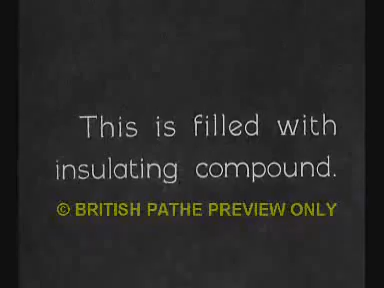 This is filled with
insulating compound.
© BRITISH PATHE PREVIEW ONLY